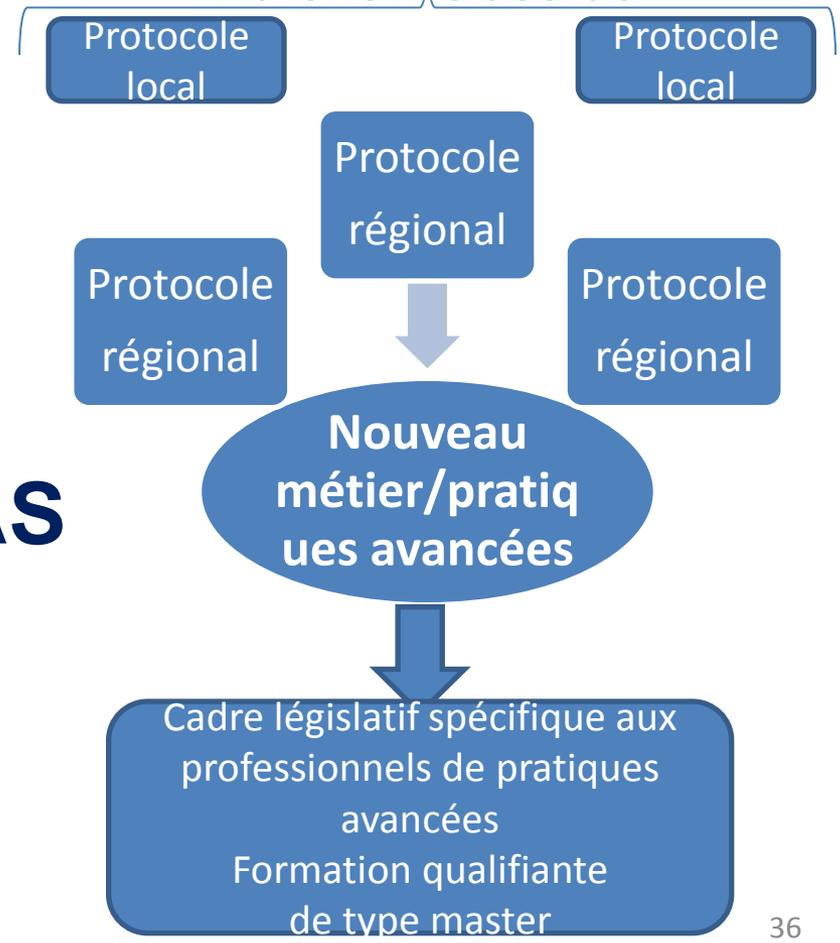 Protocole
local
Protocole
local
Protocole
régional
Protocole
régional
Protocole
régional
Nouveau
métier/pratiq
ues avancées
Cadre législatif spécifique aux
professionnels de pratiques
avancées
Formation qualifiante
de type master
36